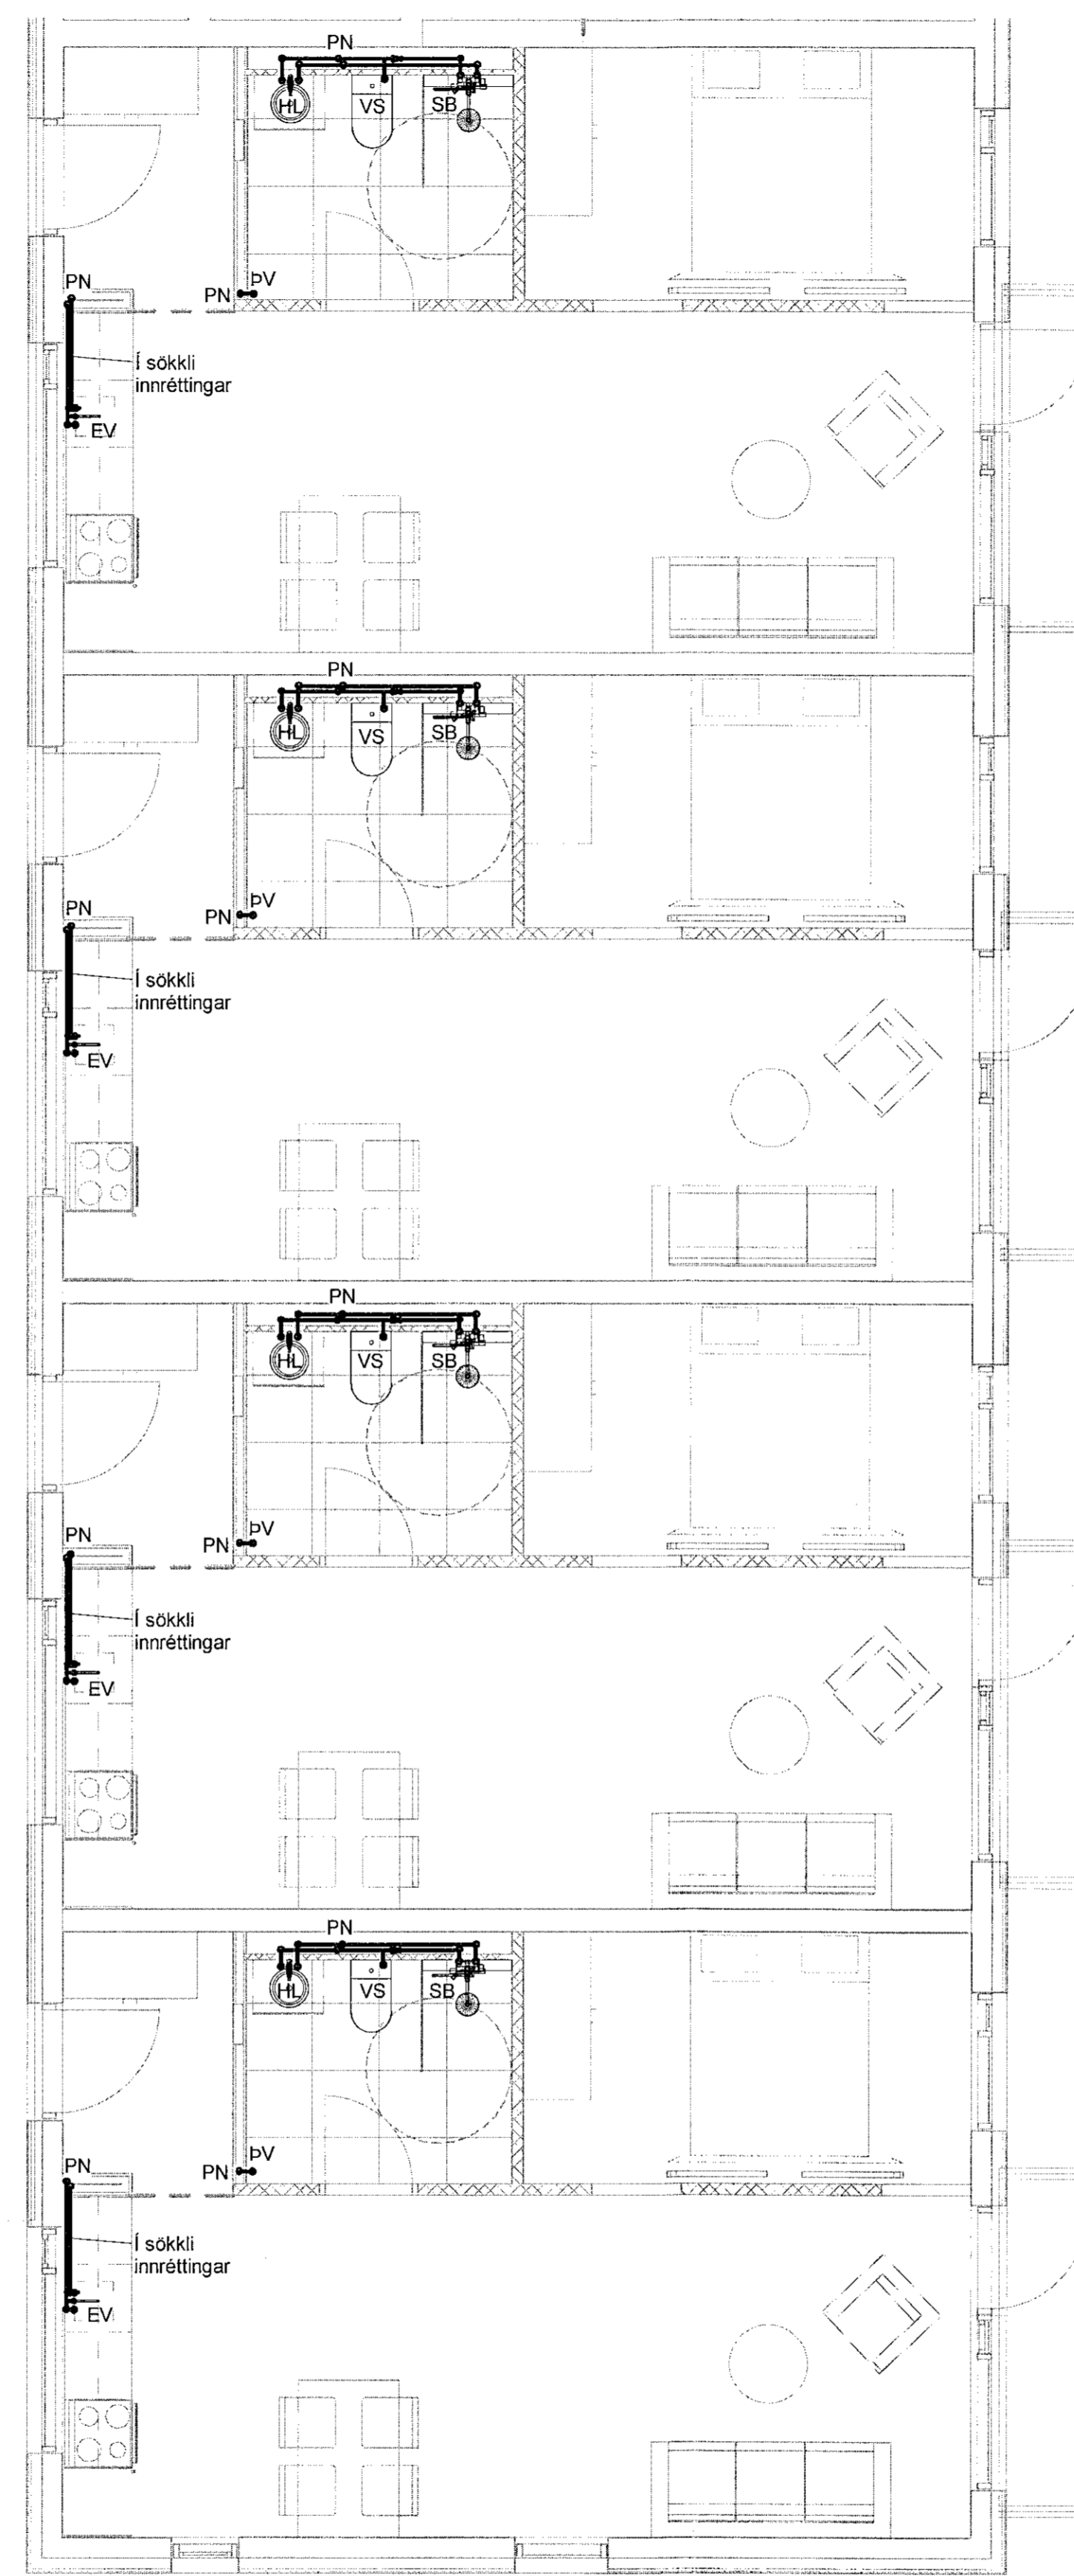 PN
HL
VS
SB
PN
ÞV
PN
Í sökkli
innréttingar
EV
PN
HL
VS
SB
PN
ÞV
PN
Í sökkli
innréttingar
EV
PN
HL
VS
SB
PN
ÞV
PN
Í sökkli
innréttingar
EV
PN
HL
VS
SB
PN
ÞV
PN
Í sökkli
innréttingar
EV